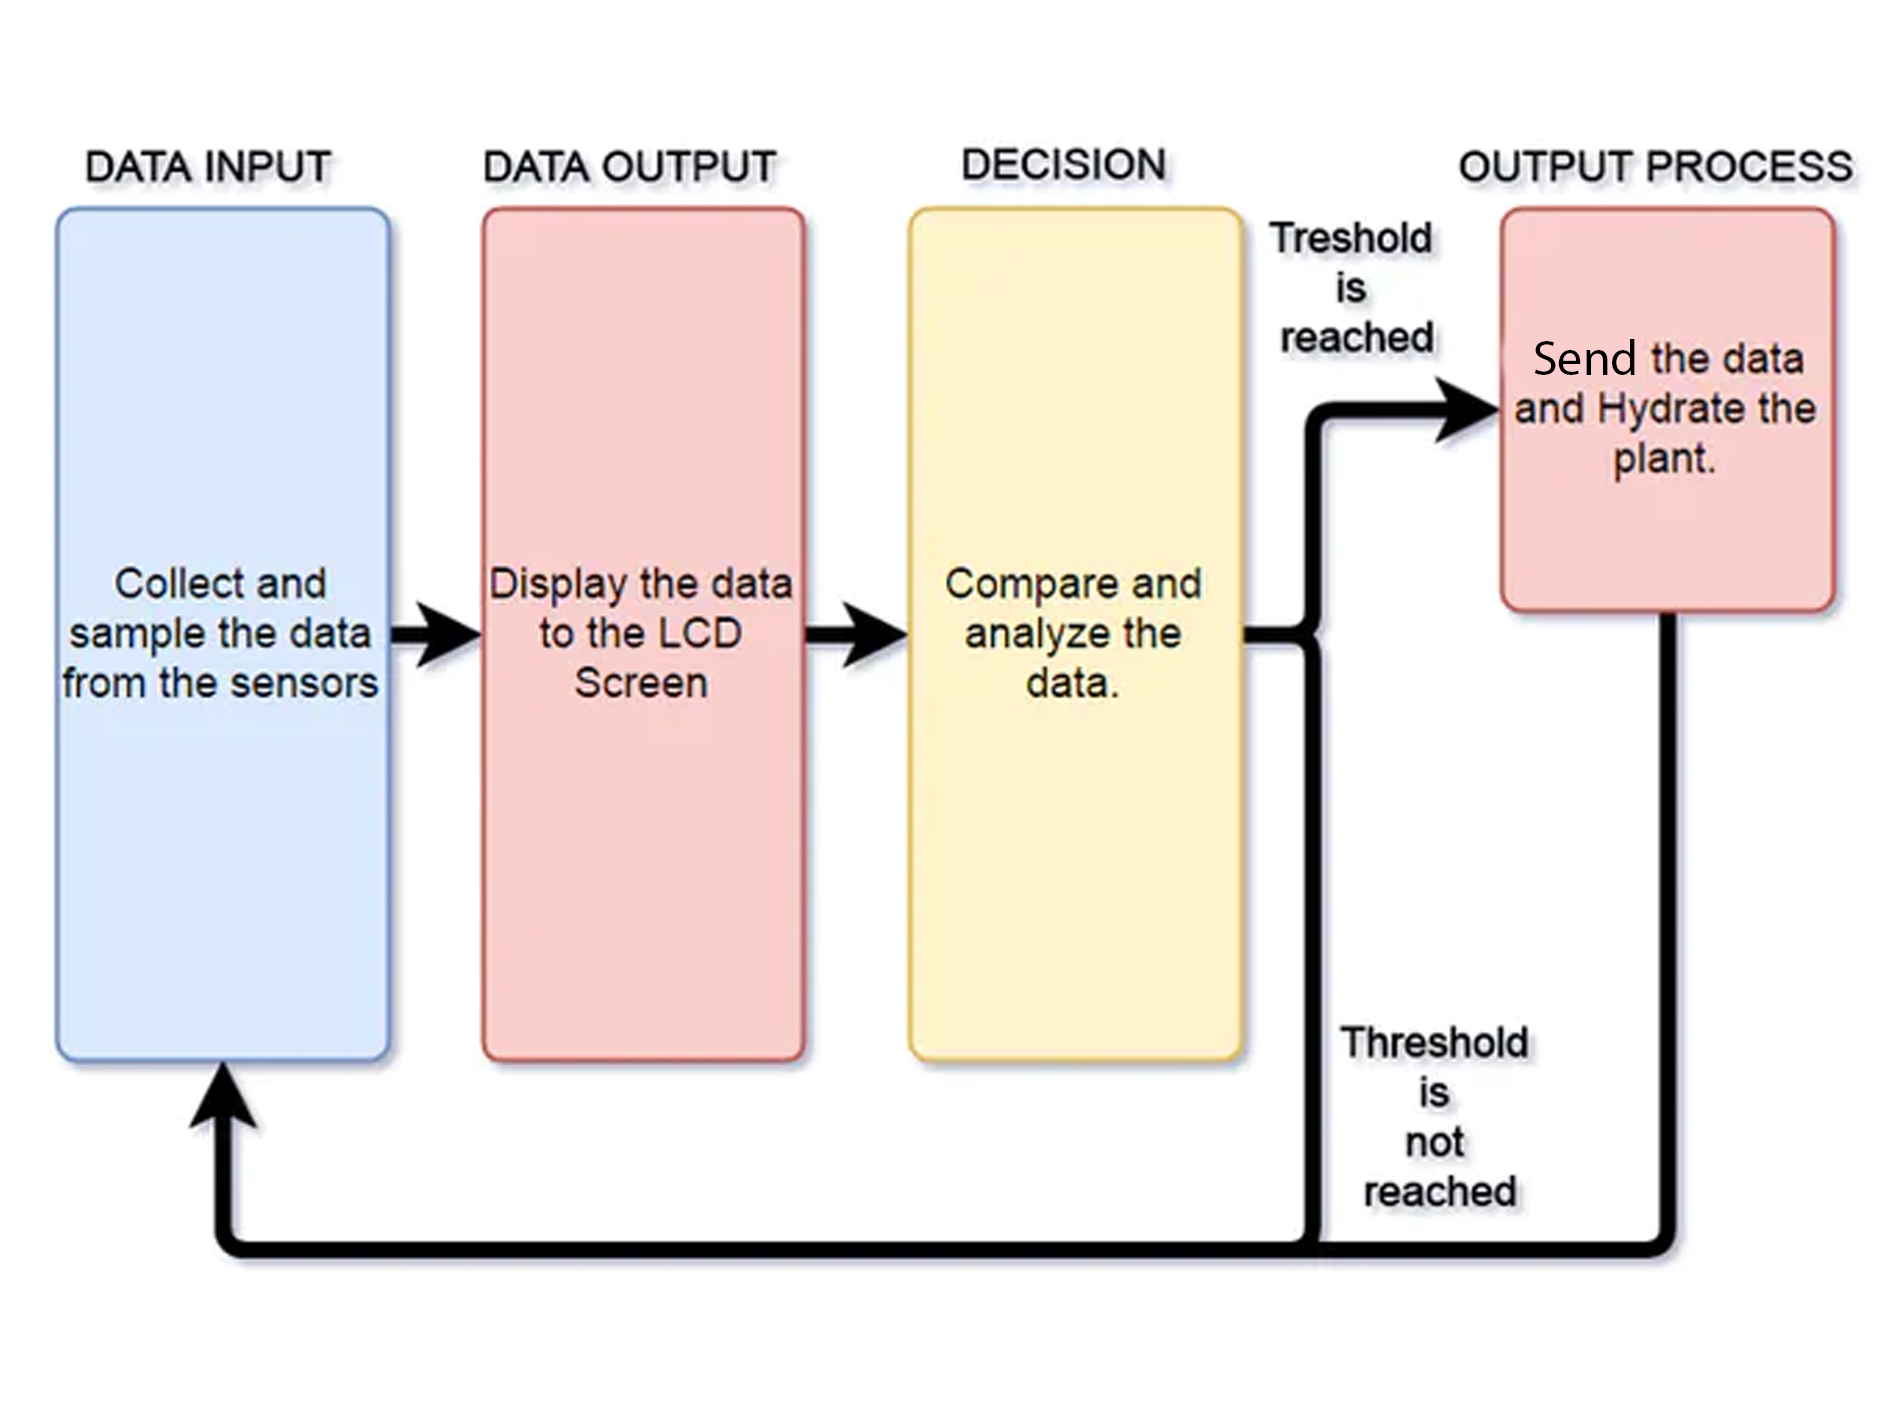 DATA INPUT
DATA OUTPUT
DECISION
OUTPUT PROCESS
Collect and
sample the data
from the sensors
Display the data
to the LCD
Screen
Compare and
analyze the
data.
Treshold
is
reached
Send the data
and Hydrate the
plant.
Threshold
is
not
reached